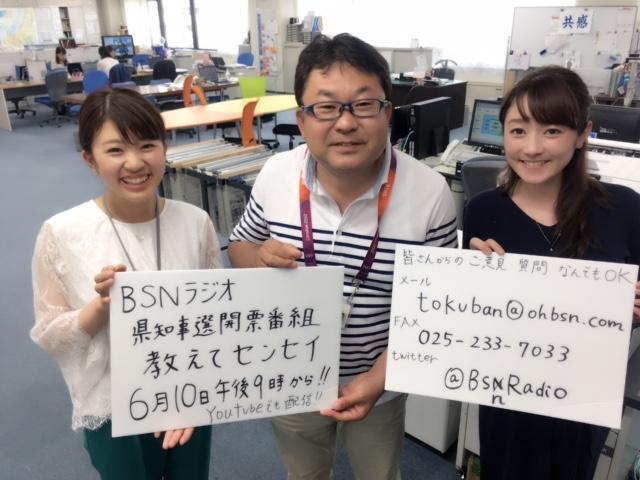 共感
BSNラジオ
県知事選開票番組
教えてセンセイ
6月10日午後9時から!!
Youtubeでも配信!!
皆さんからのご意見 質問 なんでもOK
メール
tokuban@ohbsn.com
FAX
025-233-7033
twitter
@BSNRadio
n